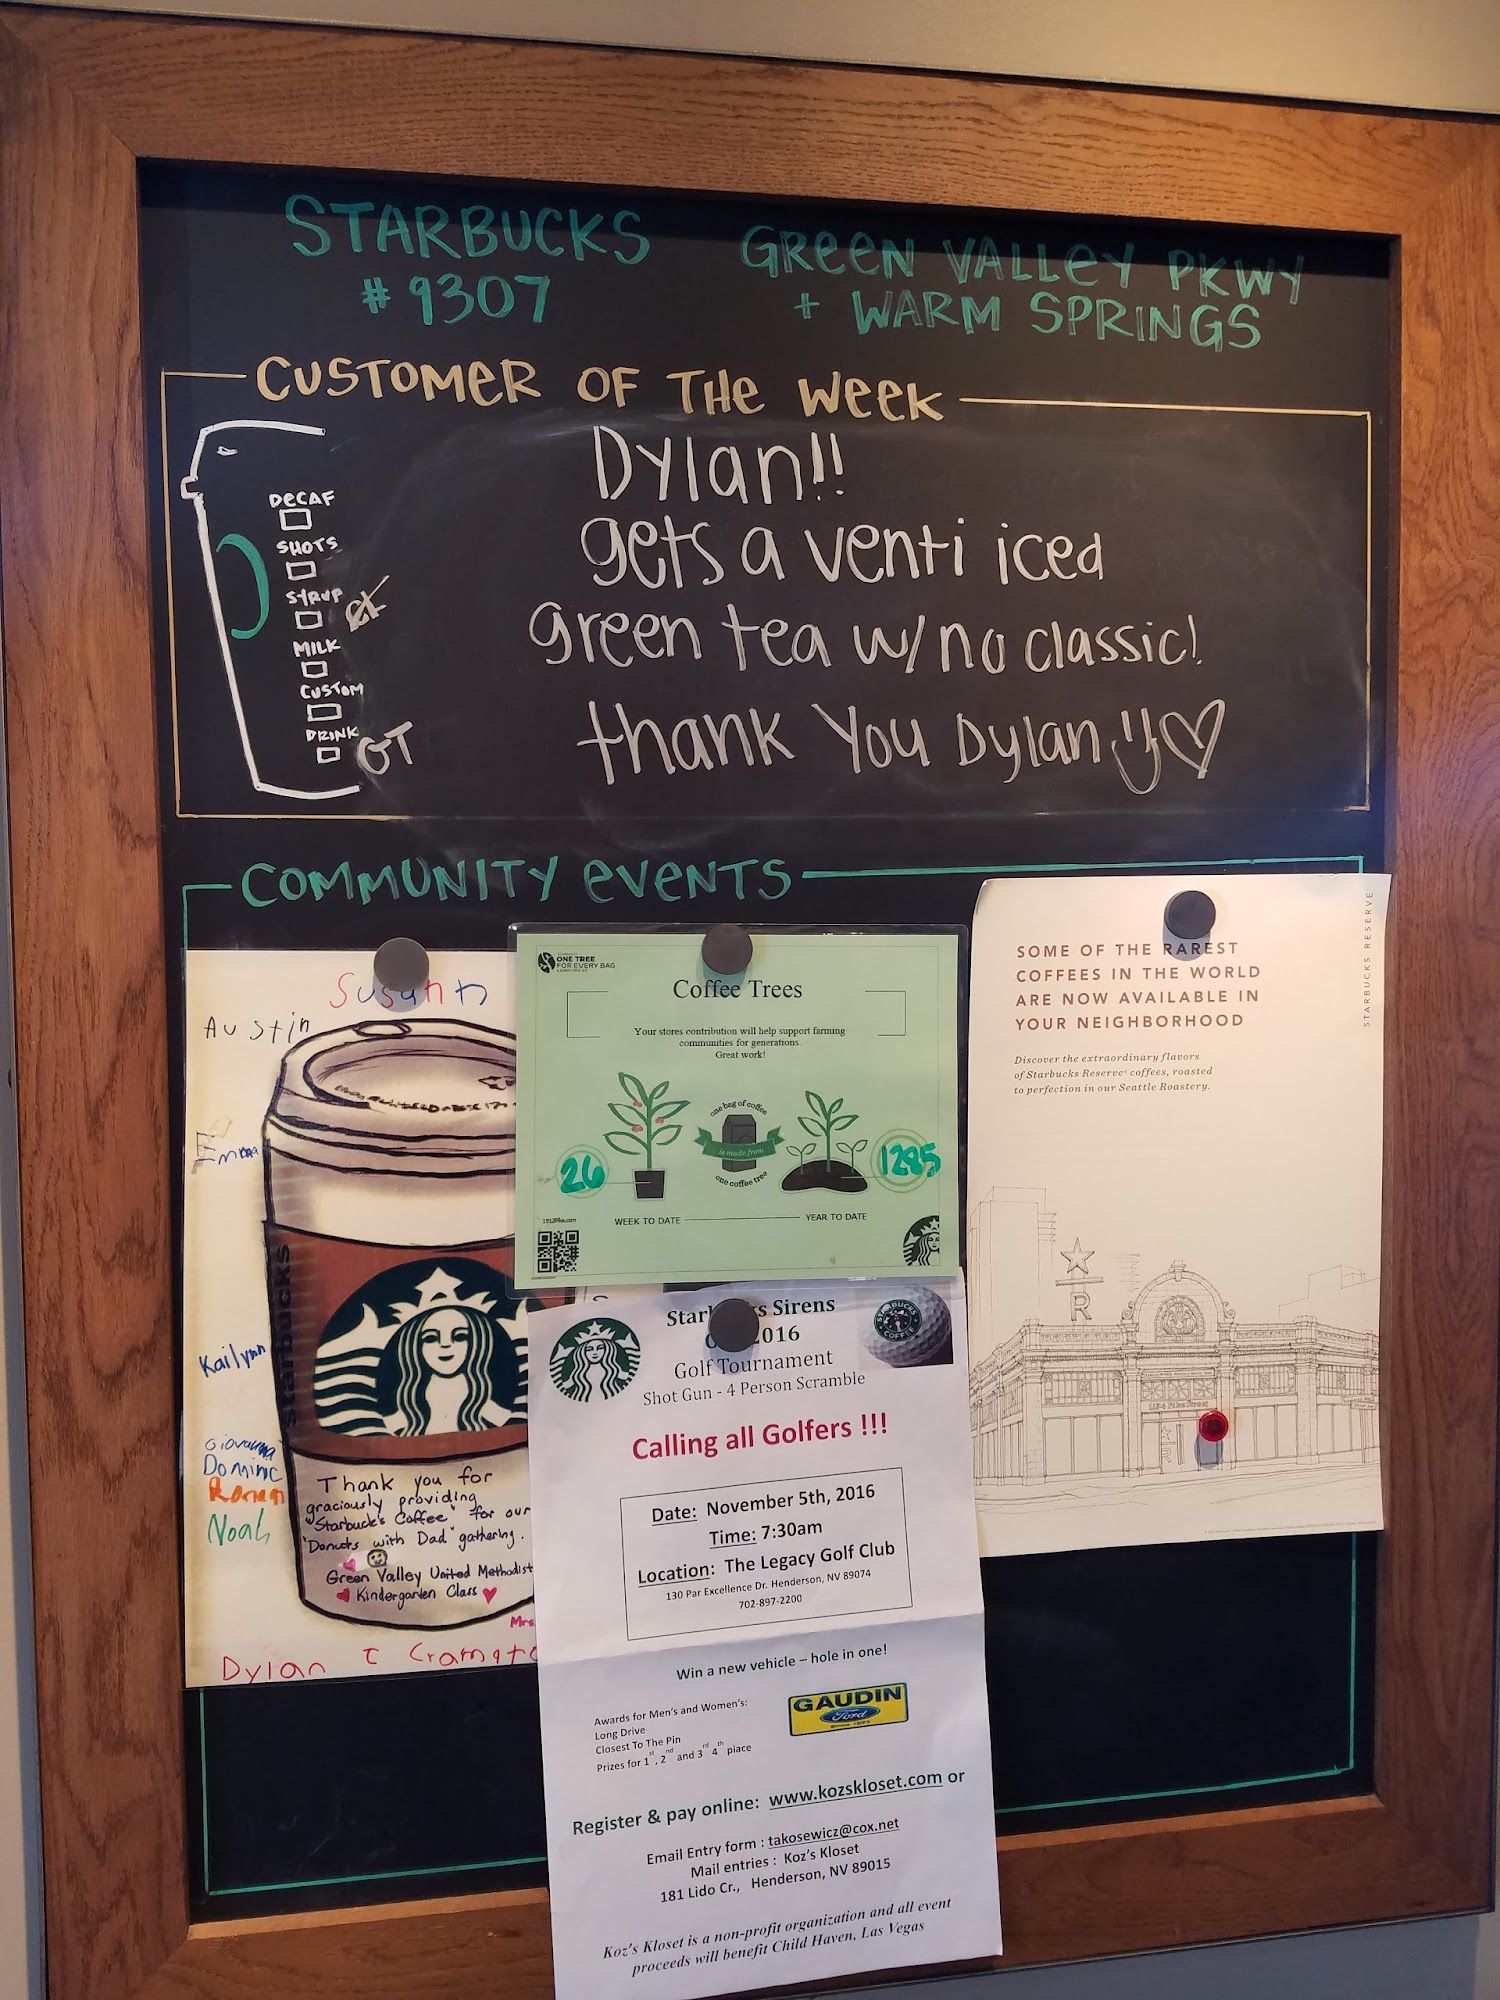 STARBUCKS
#9307
GREEN VALLEY PKWY
+ WARM SPRINGS
CUSTOMER OF THE WEEK
DECAF
SHOTS
SYRUP
MILK
CUSTOM
DRINK
GT
Dylan!!
gets a venti iced
green tea w/ no classic!
thank you Dylan
COMMUNITY EVENTS
Susann
Austin
Emma
Kailynn
Giovanna
Dominic
Roman
Noah
starbucks
Thank you for
graciously providing
"Starbuck's Coffee" for our
"Donuts with Dad" gathering.
Green Valley United Methodist
Kindergarten Class
Mrs.
Dylan
ONE TREE
FOR EVERY BAG
Coffee Trees
Your stores contribution will help support farming
communities for generations.
Great work!
one bag of coffee
is made from
one coffee tree
26
1285
WEEK TO DATE
YEAR TO DATE
1912Pike.com
SOME OF THE RAREST
COFFEES IN THE WORLD
ARE NOW AVAILABLE IN
YOUR NEIGHBORHOOD
Discover the extraordinary flavors
of Starbucks Reserve® coffees, roasted
to perfection in our Seattle Roastery.
STARBUCKS RESERVE
R
Sirens
2016
Golf Tournament
Shot Gun - 4 Person Scramble
STARBUCKS
COFFEE
Calling all Golfers !!!
Date: November 5th, 2016
Time: 7:30am
Location: The Legacy Golf Club
130 Par Excellence Dr. Henderson, NV 89074
702-897-2200
Win a new vehicle – hole in one!
Awards for Men's and Women's:
Long Drive
Closest To The Pin
Prizes for 1st, 2nd and 3rd 4th place
GAUDIN
Ford
Since 1922
Register & pay online: www.kozskloset.com or
Email Entry form : takosewicz@cox.net
Mail entries : Koz's Kloset
181 Lido Cr., Henderson, NV 89015
Koz's Kloset is a non-profit organization and all event
proceeds will benefit Child Haven, Las Vegas